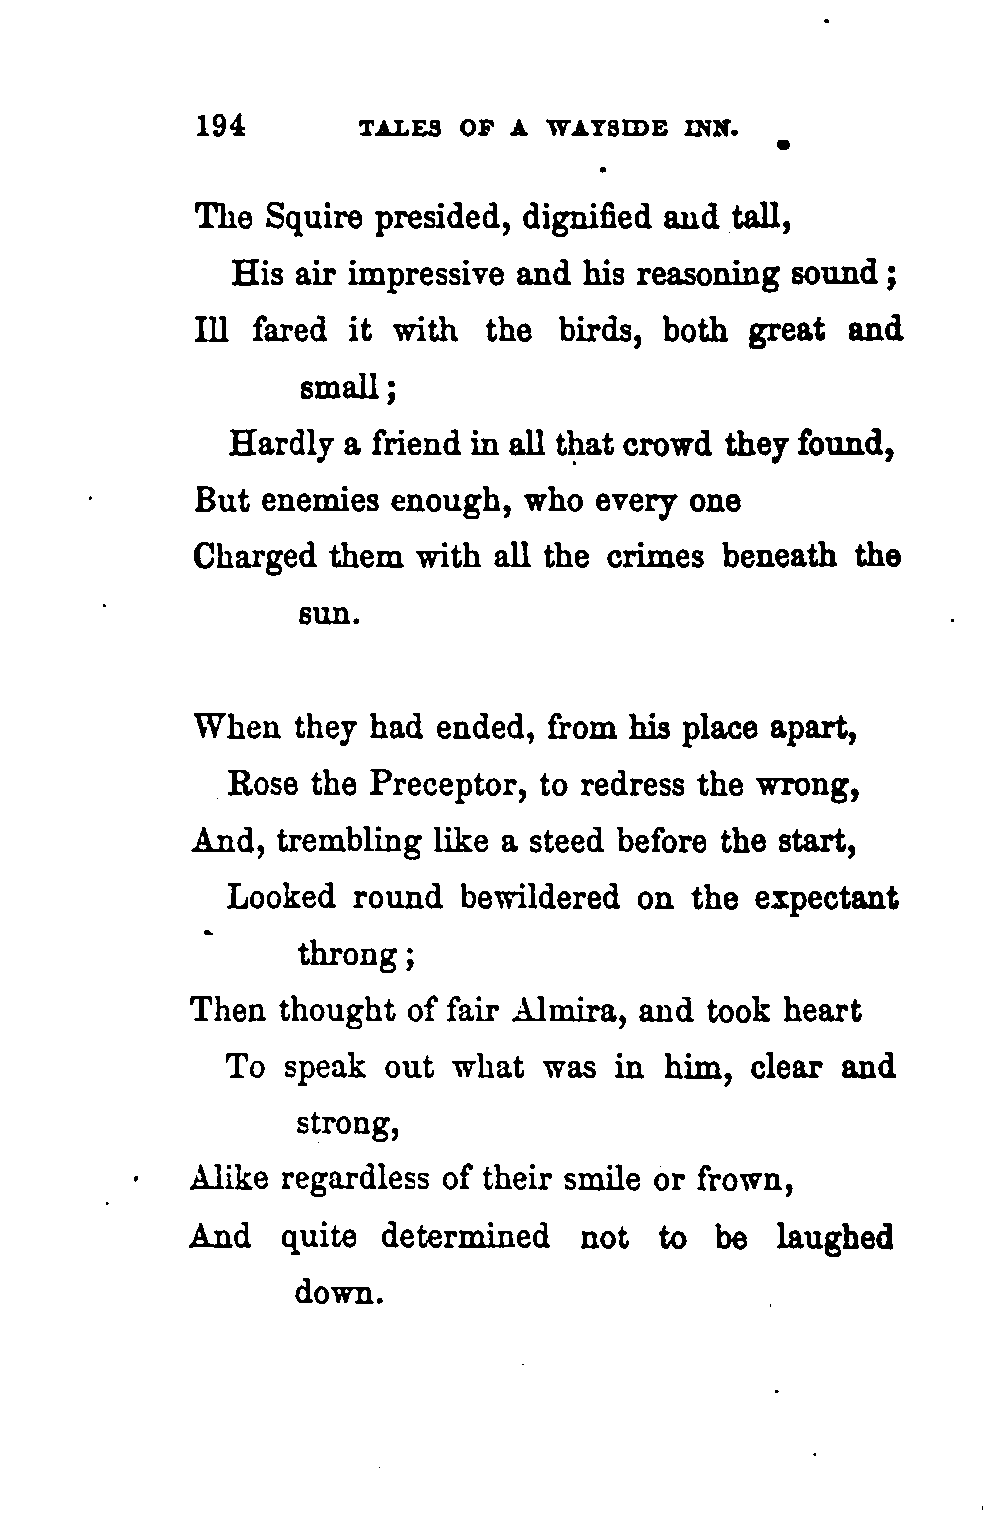 194 TALES OF A WAYSIDE INN.
The Squire presided, dignified and tall,
His air impressive and his reasoning sound;
Ill fared it with the birds, both great and
small;
Hardly a friend in all that crowd they found,
But enemies enough, who every one
Charged them with all the crimes beneath the
sun.
When they had ended, from his place apart,
Rose the Preceptor, to redress the wrong,
And, trembling like a steed before the start,
Looked round bewildered on the expectant
throng;
Then thought of fair Almira, and took heart
To speak out what was in him, clear and
strong,
Alike regardless of their smile or frown,
And quite determined not to be laughed
down.